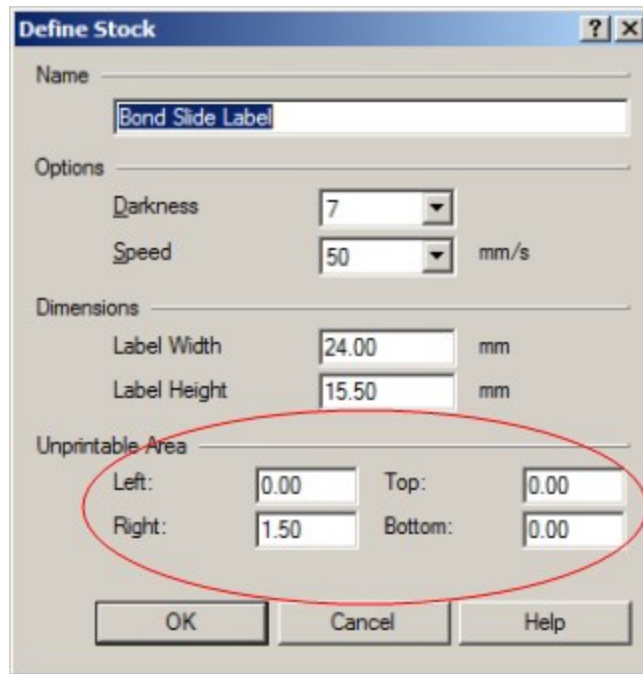 Define Stock
Name
Bond Slide Label
Options
Darkness 7
Speed 50 mm/s
Dimensions
Label Width 24.00 mm
Label Height 15.50 mm
Unprintable Area
Left: 0.00 Top: 0.00
Right: 1.50 Bottom: 0.00
OK Cancel Help